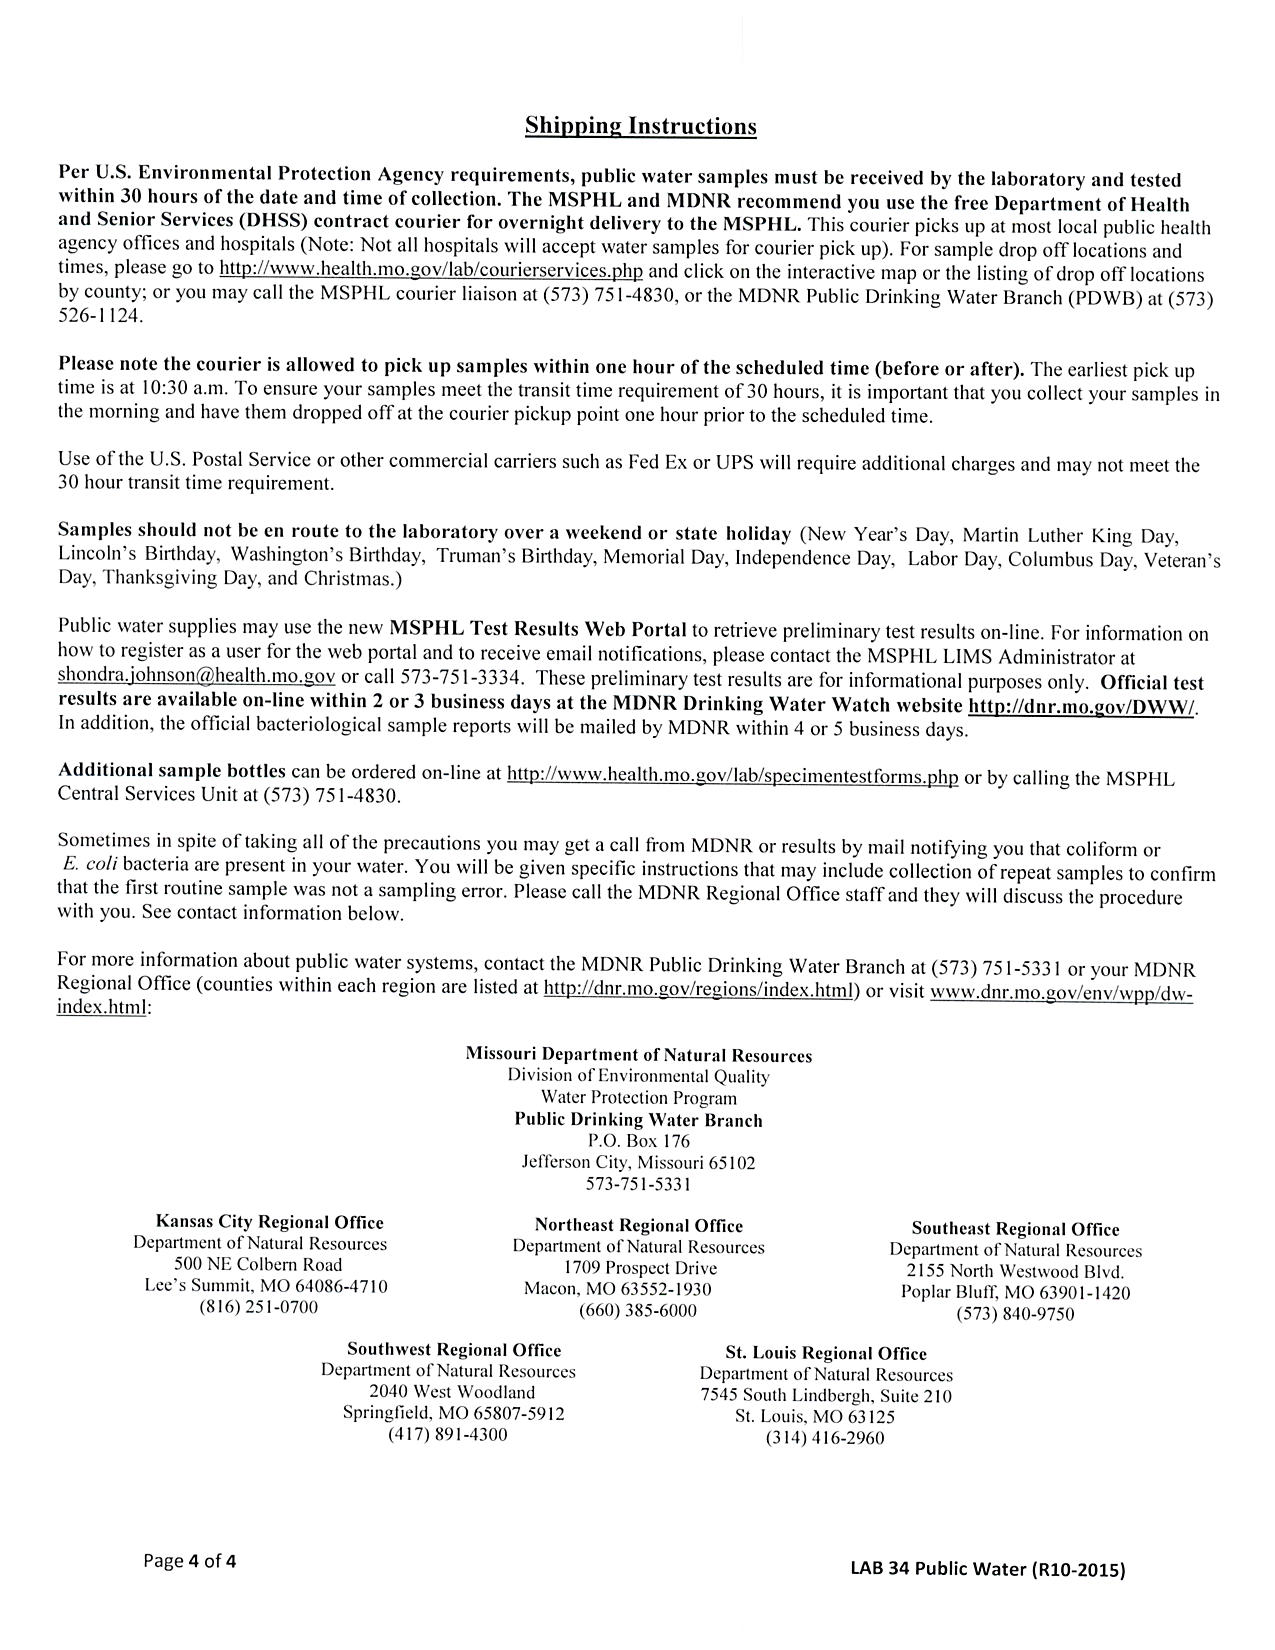 Shipping Instructions
Per U.S. Environmental Protection Agency requirements, public water samples must be received by the laboratory and tested
within 30 hours of the date and time of collection. The MSPHL and MDNR recommend you use the free Department of Health
and Senior Services (DHSS) contract courier for overnight delivery to the MSPHL. This courier picks up at most local public health
agency offices and hospitals (Note: Not all hospitals will accept water samples for courier pick up). For sample drop off locations and
times, please go to http://www.health.mo.gov/lab/courierservices.php and click on the interactive map or the listing of drop off locations
by county; or you may call the MSPHL courier liaison at (573) 751-4830, or the MDNR Public Drinking Water Branch (PDWB) at (573)
526-1124.
Please note the courier is allowed to pick up samples within one hour of the scheduled time (before or after). The earliest pick up
time is at 10:30 a.m. To ensure your samples meet the transit time requirement of 30 hours, it is important that you collect your samples in
the morning and have them dropped off at the courier pickup point one hour prior to the scheduled time.
Use of the U.S. Postal Service or other commercial carriers such as Fed Ex or UPS will require additional charges and may not meet the
30 hour transit time requirement.
Samples should not be en route to the laboratory over a weekend or state holiday (New Year's Day, Martin Luther King Day,
Lincoln's Birthday, Washington's Birthday, Truman's Birthday, Memorial Day, Independence Day, Labor Day, Columbus Day, Veteran's
Day, Thanksgiving Day, and Christmas.)
Public water supplies may use the new MSPHL Test Results Web Portal to retrieve preliminary test results on-line. For information on
how to register as a user for the web portal and to receive email notifications, please contact the MSPHL LIMS Administrator at
shondra.johnson@health.mo.gov or call 573-751-3334. These preliminary test results are for informational purposes only. Official test
results are available on-line within 2 or 3 business days at the MDNR Drinking Water Watch website http://dnr.mo.gov/DWW/.
In addition, the official bacteriological sample reports will be mailed by MDNR within 4 or 5 business days.
Additional sample bottles can be ordered on-line at http://www.health.mo.gov/lab/specimentestforms.php or by calling the MSPHL
Central Services Unit at (573) 751-4830.
Sometimes in spite of taking all of the precautions you may get a call from MDNR or results by mail notifying you that coliform or
E. coli bacteria are present in your water. You will be given specific instructions that may include collection of repeat samples to confirm
that the first routine sample was not a sampling error. Please call the MDNR Regional Office staff and they will discuss the procedure
with you. See contact information below.
For more information about public water systems, contact the MDNR Public Drinking Water Branch at (573) 751-5331 or your MDNR
Regional Office (counties within each region are listed at http://dnr.mo.gov/regions/index.html) or visit www.dnr.mo.gov/env/wpp/dw-
index.html:
Missouri Department of Natural Resources
Division of Environmental Quality
Water Protection Program
Public Drinking Water Branch
P.O. Box 176
Jefferson City, Missouri 65102
573-751-5331
Kansas City Regional Office
Department of Natural Resources
500 NE Colbern Road
Lee's Summit, MO 64086-4710
(816) 251-0700
Northeast Regional Office
Department of Natural Resources
1709 Prospect Drive
Macon, MO 63552-1930
(660) 385-6000
Southeast Regional Office
Department of Natural Resources
2155 North Westwood Blvd.
Poplar Bluff, MO 63901-1420
(573) 840-9750
Southwest Regional Office
Department of Natural Resources
2040 West Woodland
Springfield, MO 65807-5912
(417) 891-4300
St. Louis Regional Office
Department of Natural Resources
7545 South Lindbergh, Suite 210
St. Louis, MO 63125
(314) 416-2960
Page 4 of 4
LAB 34 Public Water (R10-2015)